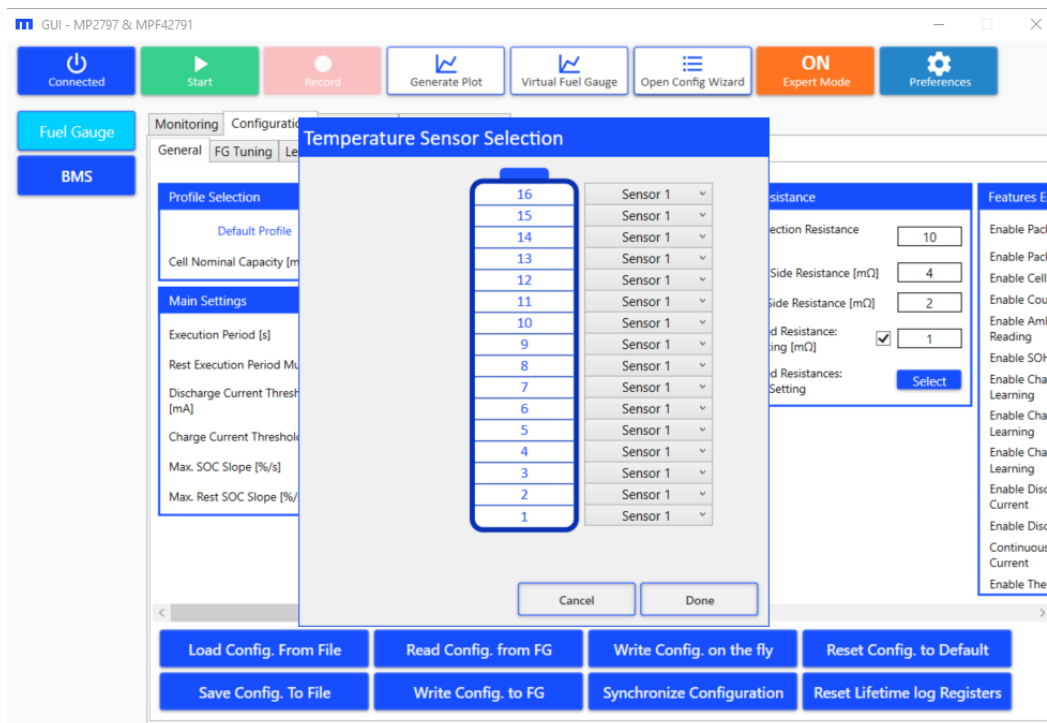 GUI - MP2797 & MPF42791
Connected
Start
Record
Generate Plot
Virtual Fuel Gauge
Open Config Wizard
ON
Expert Mode
Preferences
Fuel Gauge
BMS
Monitoring
General
FG Tuning
Temperature Sensor Selection
16 Sensor 1
15 Sensor 1
14 Sensor 1
13 Sensor 1
12 Sensor 1
11 Sensor 1
10 Sensor 1
9 Sensor 1
8 Sensor 1
7 Sensor 1
6 Sensor 1
5 Sensor 1
4 Sensor 1
3 Sensor 1
2 Sensor 1
1 Sensor 1
Cancel
Done
Profile Selection
Default Profile
Cell Nominal Capacity [m
Main Settings
Execution Period [s]
Rest Execution Period Mu
Discharge Current Thresh
[mA]
Charge Current Threshol
Max. SOC Slope [%/s]
Max. Rest SOC Slope [%/
sistance
ection Resistance 10
Side Resistance [mΩ] 4
Side Resistance [mΩ] 2
ed Resistance:
ing [mΩ] 1
ed Resistances:
Setting
Select
Features E
Enable Pac
Enable Pac
Enable Cell
Enable Cou
Enable Aml
Reading
Enable SOH
Enable Cha
Learning
Enable Cha
Learning
Enable Cha
Learning
Enable Disc
Current
Enable Disc
Continuous
Current
Enable The
Load Config. From File
Read Config. from FG
Write Config. on the fly
Reset Config. to Default
Save Config. To File
Write Config. to FG
Synchronize Configuration
Reset Lifetime log Registers